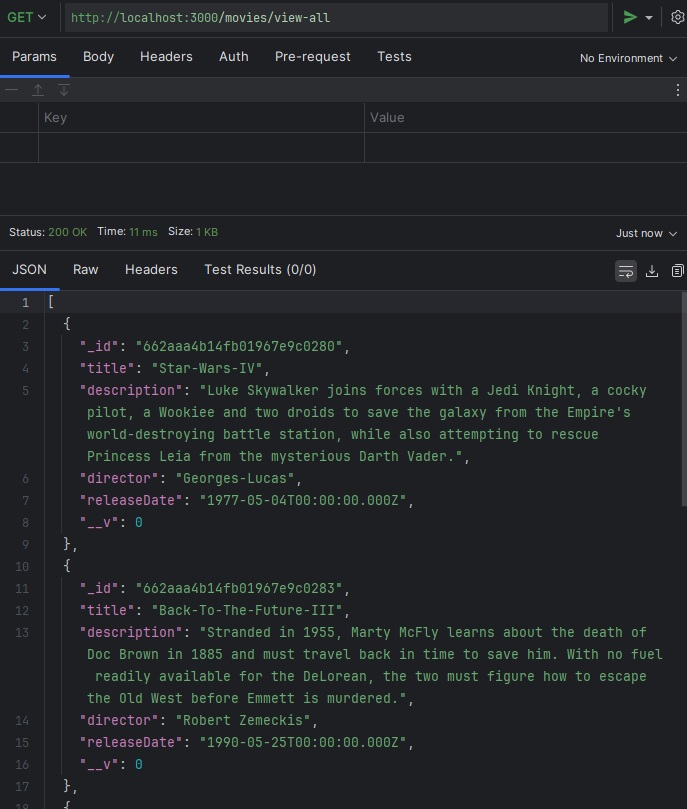 GET http://localhost:3000/movies/view-all
Params Body Headers Auth Pre-request Tests No Environment
Key Value
Status: 200 OK Time: 11 ms Size: 1 KB Just now
JSON Raw Headers Test Results (0/0)
1 [
2 {
3 "_id": "662aaa4b14fb01967e9c0280",
4 "title": "Star-Wars-IV",
5 "description": "Luke Skywalker joins forces with a Jedi Knight, a cocky
pilot, a Wookiee and two droids to save the galaxy from the Empire's
world-destroying battle station, while also attempting to rescue
Princess Leia from the mysterious Darth Vader.",
6 "director": "Georges-Lucas",
7 "releaseDate": "1977-05-04T00:00:00.000Z",
8 "__v": 0
9 },
10 {
11 "_id": "662aaa4b14fb01967e9c0283",
12 "title": "Back-To-The-Future-III",
13 "description": "Stranded in 1955, Marty McFly learns about the death of
Doc Brown in 1885 and must travel back in time to save him. With no fuel
readily available for the DeLorean, the two must figure how to escape
the Old West before Emmett is murdered.",
14 "director": "Robert Zemeckis",
15 "releaseDate": "1990-05-25T00:00:00.000Z",
16 "__v": 0
17 },
18 {